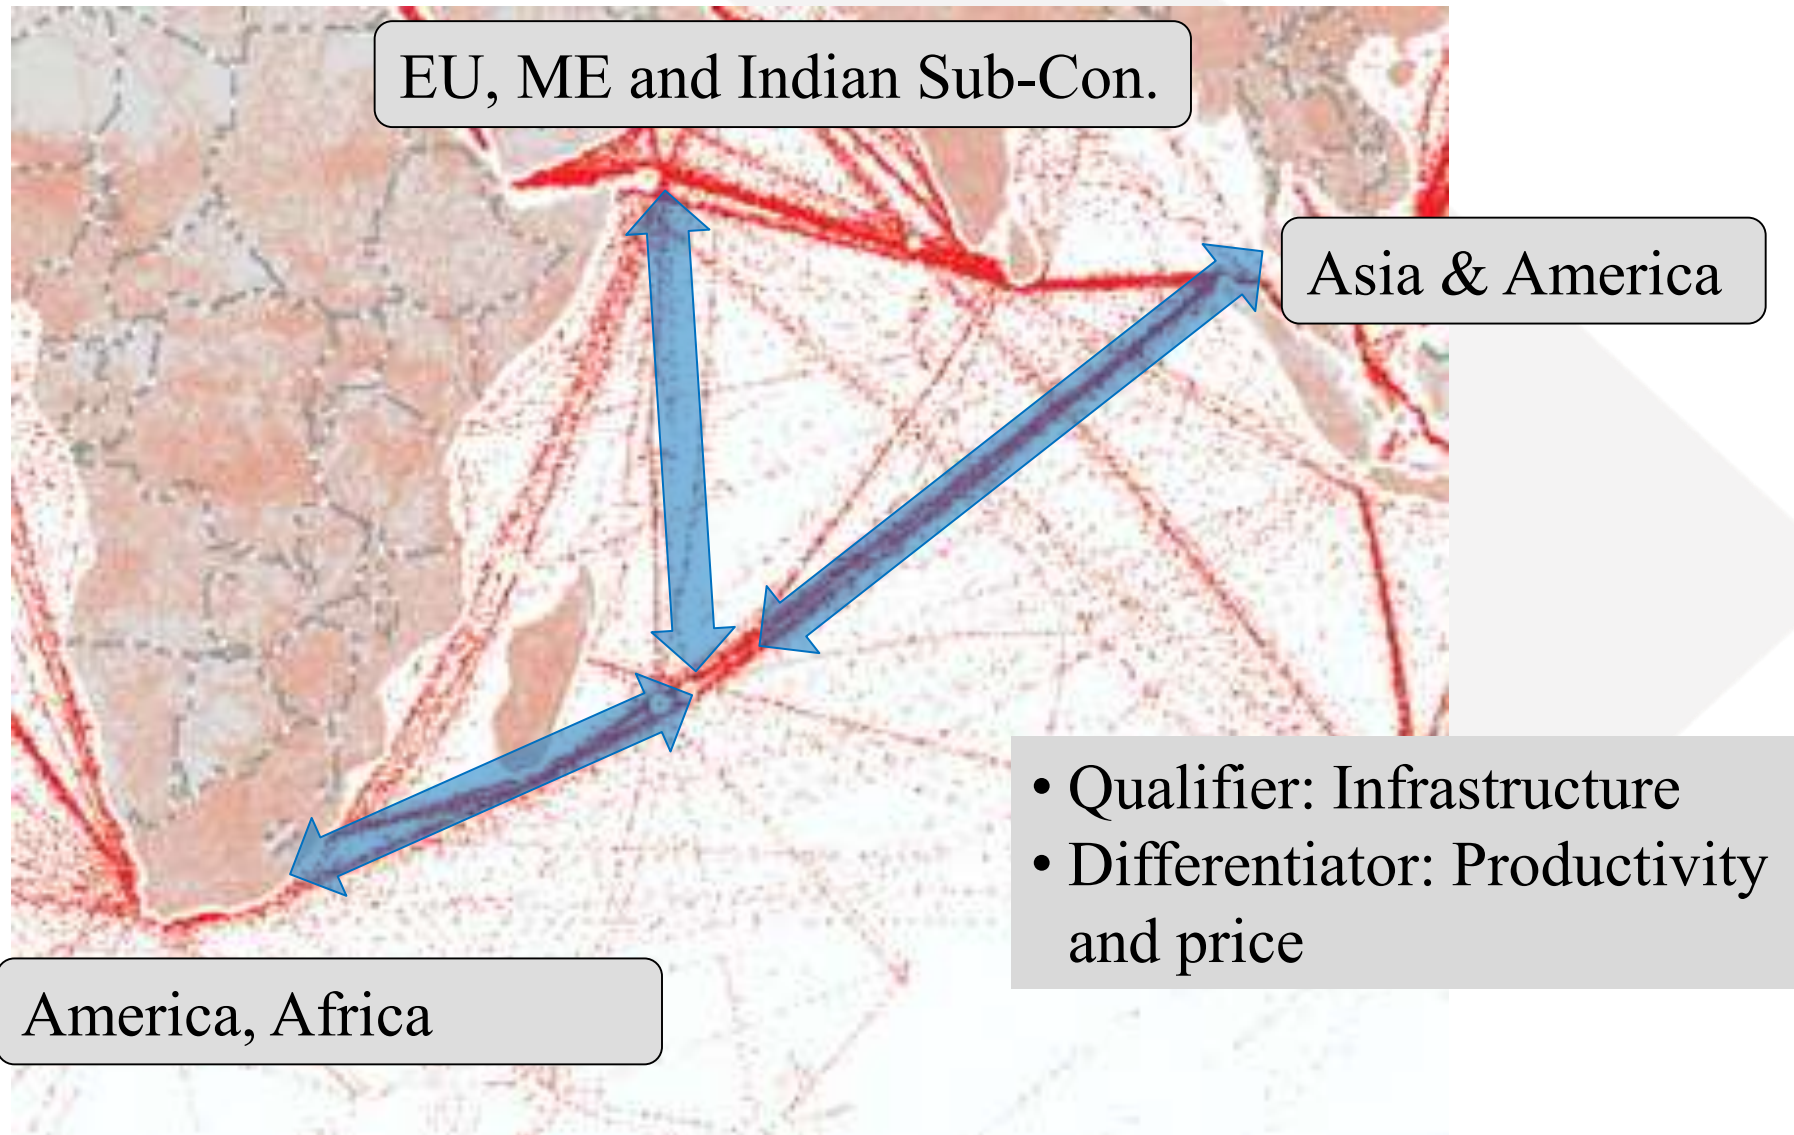 EU, ME and Indian Sub-Con.
Asia & America
• Qualifier: Infrastructure
• Differentiator: Productivity
and price
America, Africa